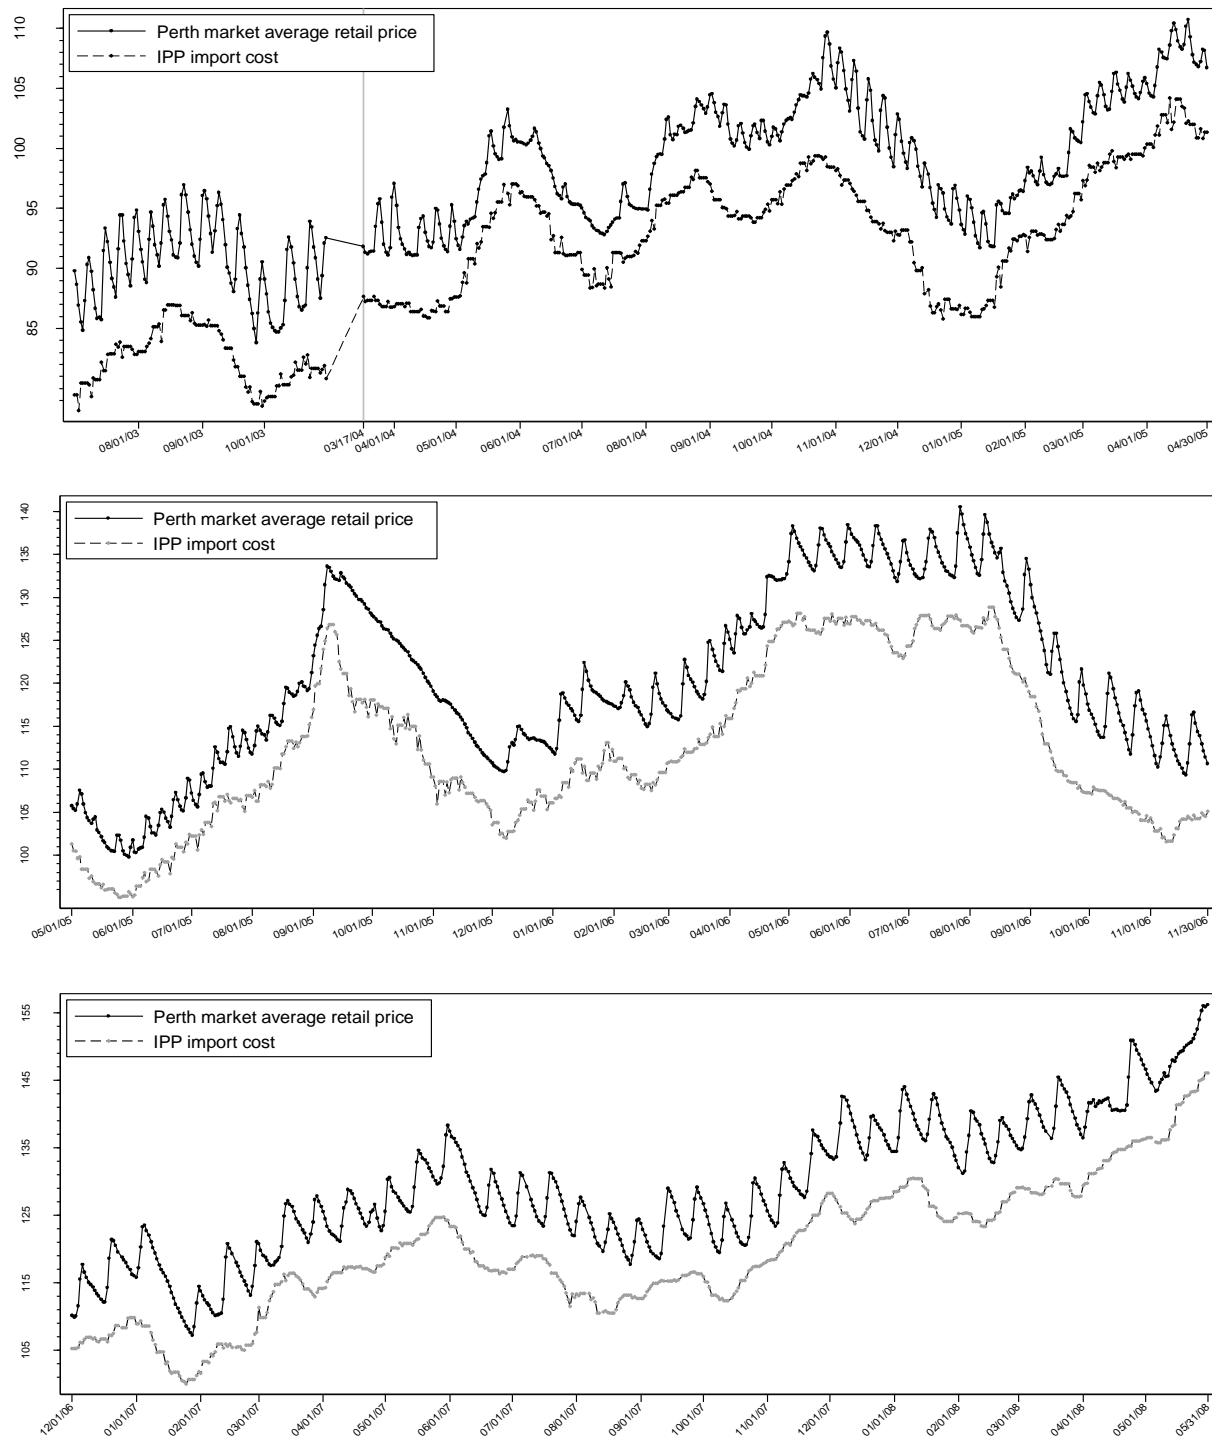 Perth market average retail price
IPP import cost
110
105
100
95
90
85
08/01/03 09/01/03 10/01/03 03/17/04 04/01/04 05/01/04 06/01/04 07/01/04 08/01/04 09/01/04 10/01/04 11/01/04 12/01/04 01/01/05 02/01/05 03/01/05 04/01/05 04/30/05
Perth market average retail price
IPP import cost
140
135
130
125
120
115
110
105
100
05/01/05 06/01/05 07/01/05 08/01/05 09/01/05 10/01/05 11/01/05 12/01/05 01/01/06 02/01/06 03/01/06 04/01/06 05/01/06 06/01/06 07/01/06 08/01/06 09/01/06 10/01/06 11/01/06 11/30/06
Perth market average retail price
IPP import cost
155
145
135
125
115
105
12/01/06 01/01/07 02/01/07 03/01/07 04/01/07 05/01/07 06/01/07 07/01/07 08/01/07 09/01/07 10/01/07 11/01/07 12/01/07 01/01/08 02/01/08 03/01/08 04/01/08 05/01/08 05/31/08